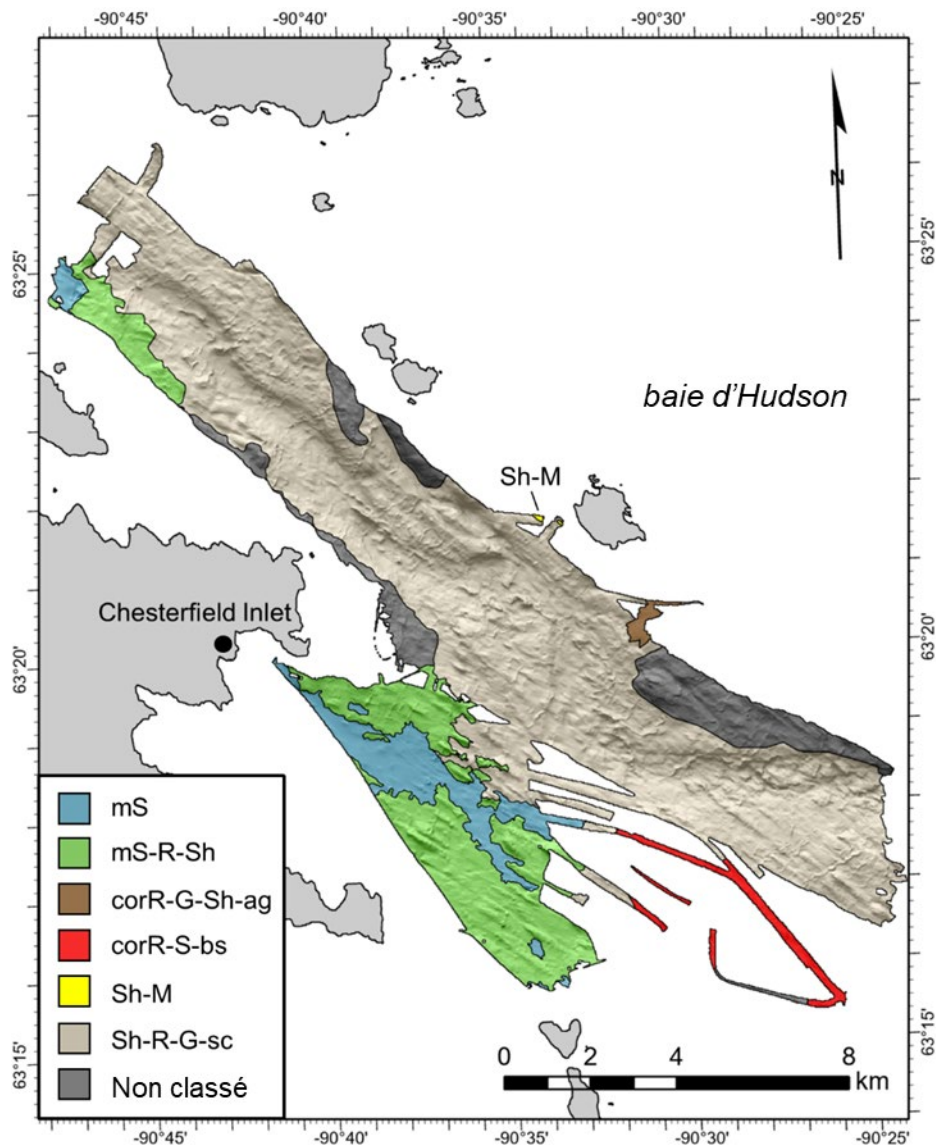 -90°45' -90°40' -90°35' -90°30' -90°25'
63°25'
63°25'
N
baie d'Hudson
Sh-M
Chesterfield Inlet
63°20'
63°20'
mS
mS-R-Sh
corR-G-Sh-ag
corR-S-bs
Sh-M
Sh-R-G-sc
Non classé
63°15'
63°15'
0 2 4 8
km
-90°45' -90°40' -90°35' -90°30' -90°25'